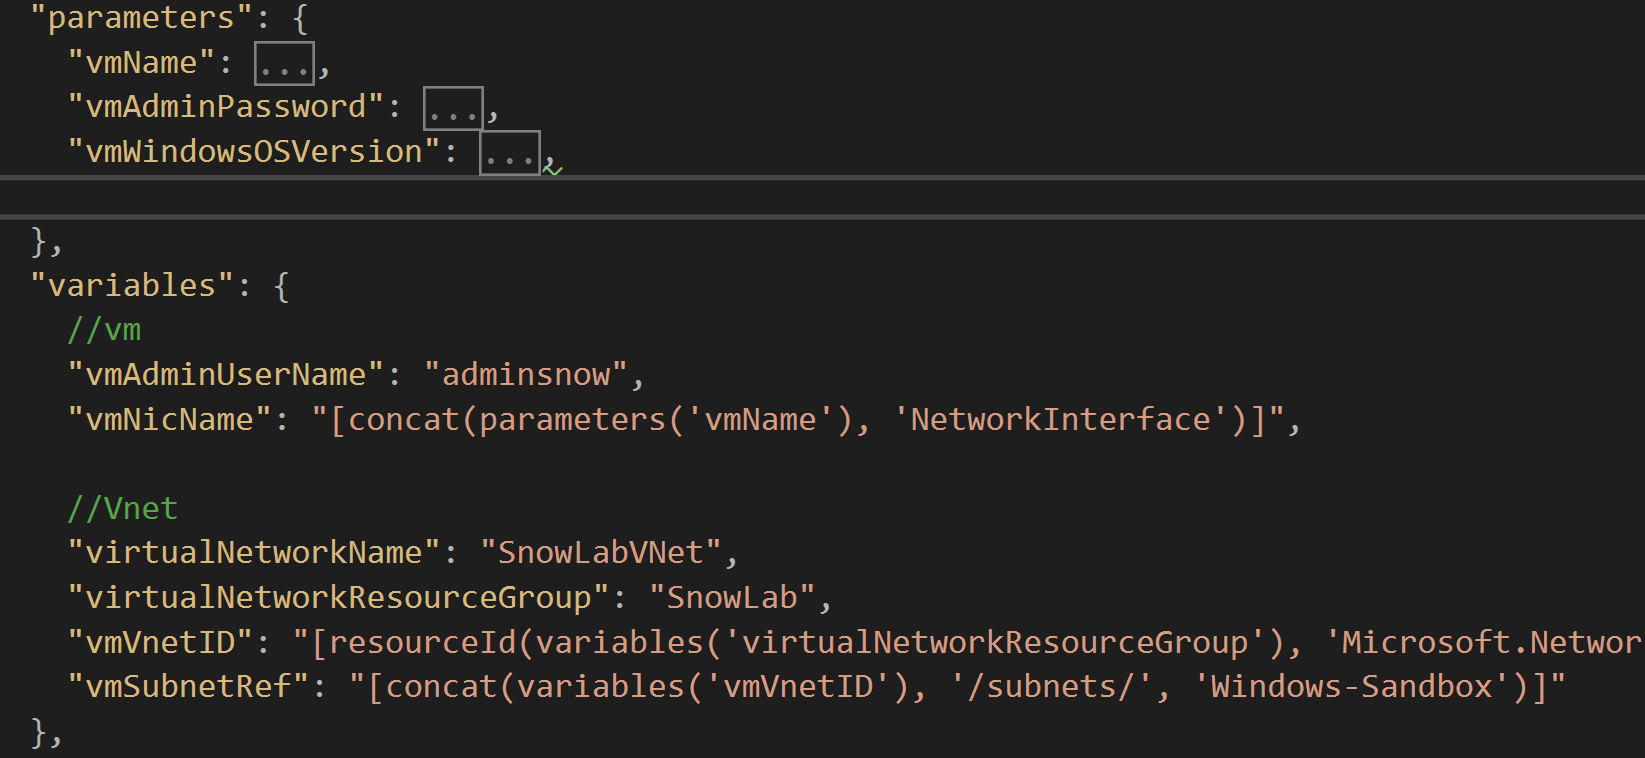 "parameters": {
"vmName": ...,
"vmAdminPassword": ...,
"vmWindowsOSVersion": ...,
},
"variables": {
//vm
"vmAdminUserName": "adminsnow",
"vmNicName": "[concat(parameters('vmName'), 'NetworkInterface')]",
//Vnet
"virtualNetworkName": "SnowLabVNet",
"virtualNetworkResourceGroup": "SnowLab",
"vmVnetID": "[resourceId(variables('virtualNetworkResourceGroup'), 'Microsoft.Networ
"vmSubnetRef": "[concat(variables('vmVnetID'), '/subnets/', 'Windows-Sandbox')]"
},